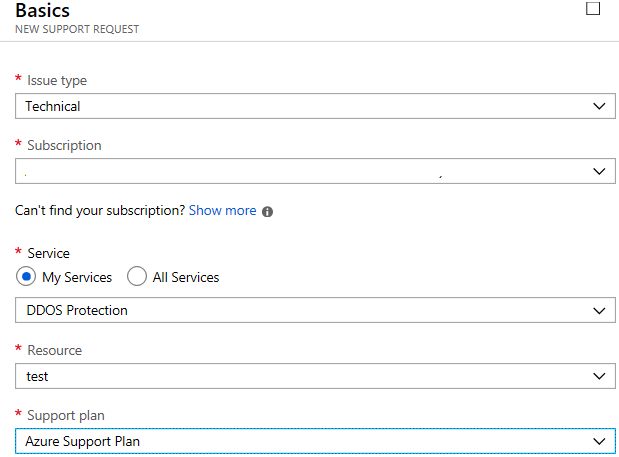 Basics
NEW SUPPORT REQUEST
* Issue type
Technical
* Subscription
Can't find your subscription? Show more
* Service
My Services All Services
DDOS Protection
* Resource
test
* Support plan
Azure Support Plan